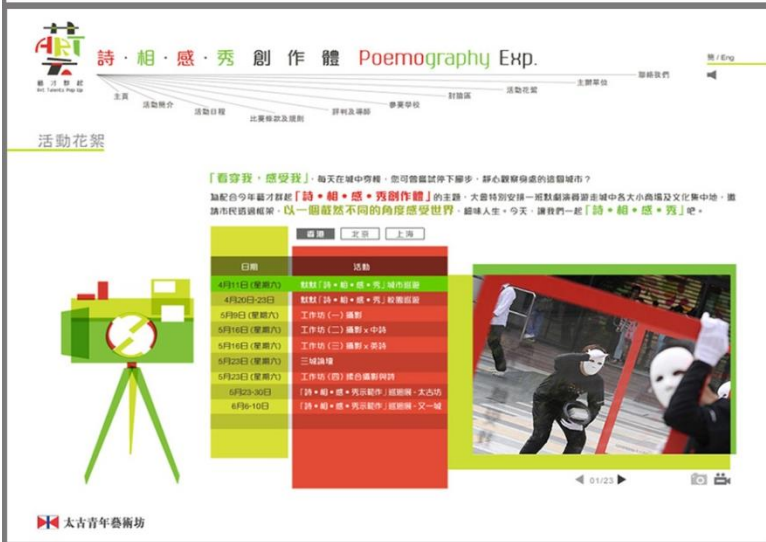 ART
藝才群起
Art Talents Pop Up
詩·相·感·秀 創作體 Poemography Exp.
簡 / Eng
主頁
活動簡介
活動日程
比賽條款及規則
評判及導師
參賽學校
討論區
活動花絮
主辦單位
聯絡我們
活動花絮
「看穿我,感受我」,每天在城中穿梭,您可曾嘗試停下腳步,靜心觀察身處的這個城市?
為配合今年藝才群起「詩•相•感•秀創作體」的主題,大會特別安排一班默劇演員遊走城中各大小商場及文化集中地,邀
請市民透過框架,以一個截然不同的角度感受世界,細味人生。今天,讓我們一起「詩•相•感•秀」吧。
香港 北京 上海
日期 活動
4月11日 (星期六) 默默「詩•相•感•秀」城市巡遊
4月20日-23日 默默「詩•相•感•秀」校園巡遊
5月9日 (星期六) 工作坊 (一) 攝影
5月16日 (星期六) 工作坊 (二) 攝影 x 中詩
5月16日 (星期六) 工作坊 (三) 攝影 x 英詩
5月23日 (星期六) 三城論壇
5月23日 (星期六) 工作坊 (四) 綜合攝影與詩
5月23-30日 「詩•相•感•秀示範作」巡迴展 - 太古坊
6月6-10日 「詩•相•感•秀示範作」巡迴展 - 又一城
01/23
太古青年藝術坊